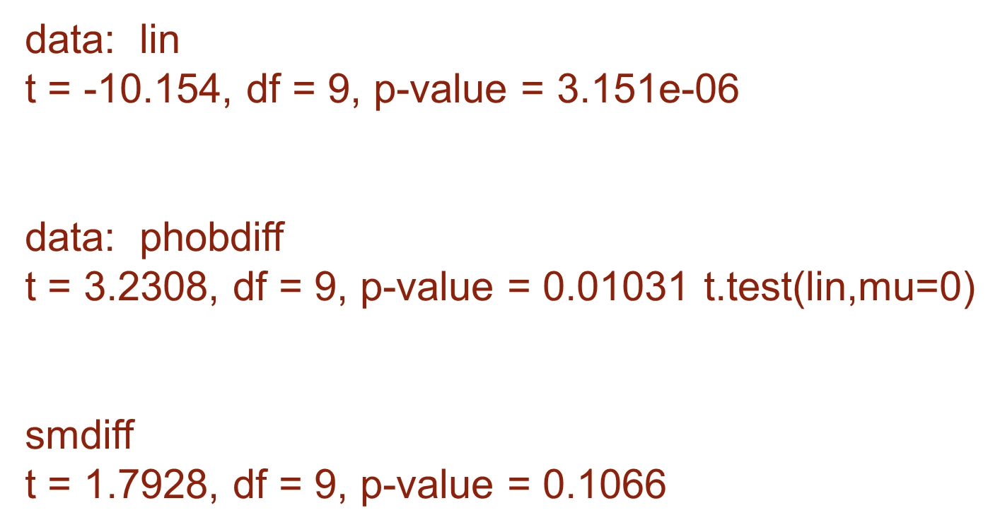 data:  lin
t = -10.154, df = 9, p-value = 3.151e-06
data:  phobdiff
t = 3.2308, df = 9, p-value = 0.01031 t.test(lin,mu=0)
smdiff
t = 1.7928, df = 9, p-value = 0.1066